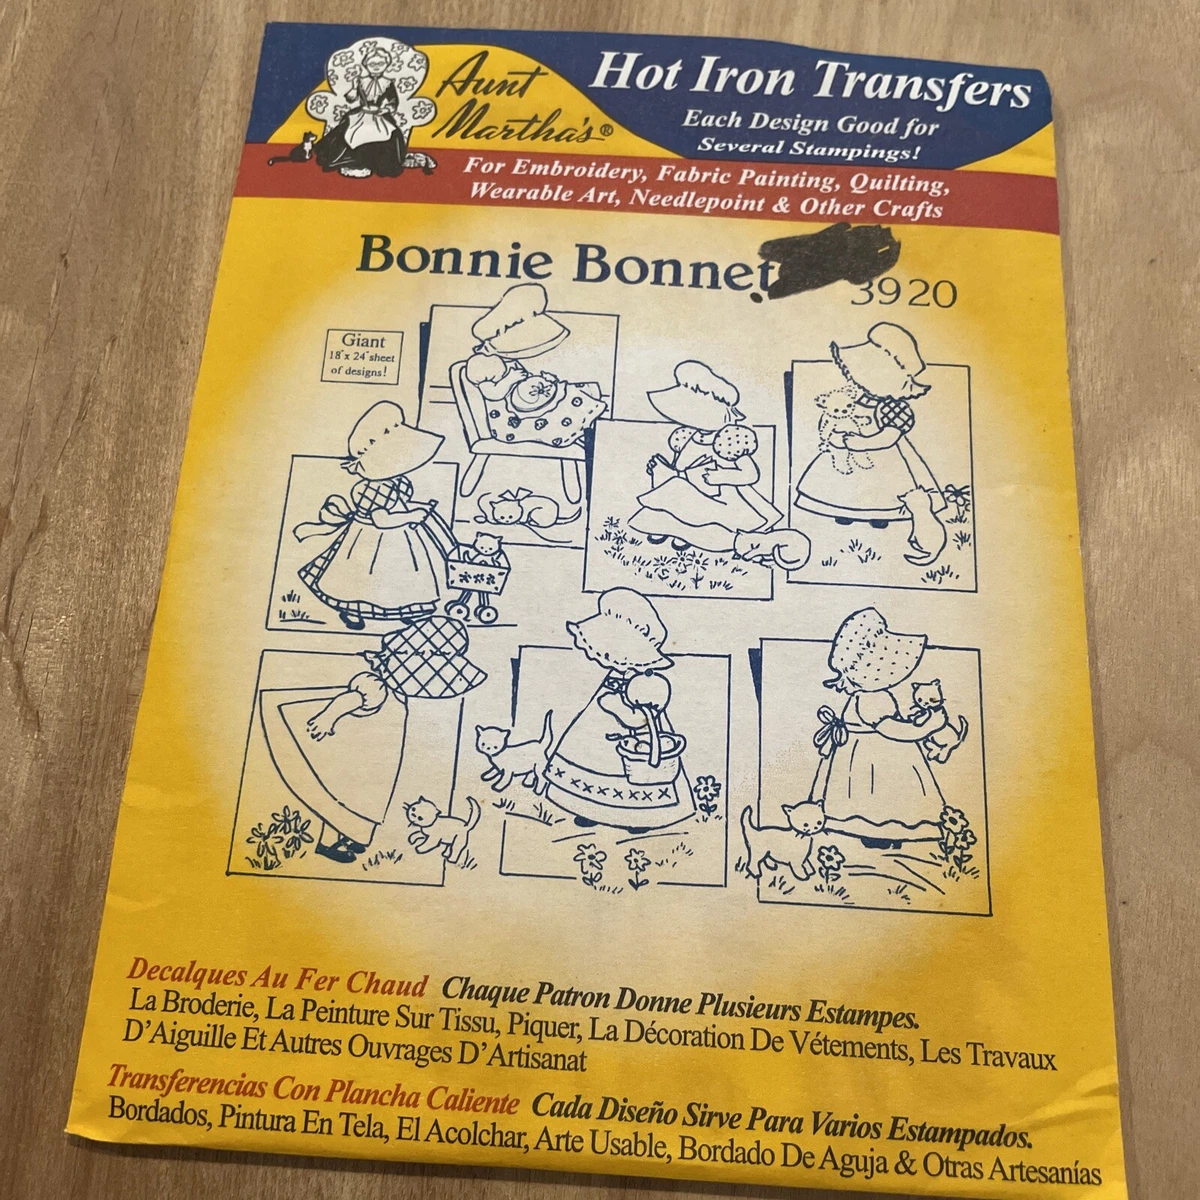 Aunt
Martha's®
Hot Iron Transfers
Each Design Good for
Several Stampings!
For Embroidery, Fabric Painting, Quilting,
Wearable Art, Needlepoint & Other Crafts
Bonnie Bonnet
3920
Giant
18"x 24"sheet
of designs!
Decalques Au Fer Chaud Chaque Patron Donne Plusieurs Estampes.
La Broderie, La Peinture Sur Tissu, Piquer, La Décoration De Vétements, Les Travaux
D'Aiguille Et Autres Ouvrages D'Artisanat
Transferencias Con Plancha Caliente Cada Diseño Sirve Para Varios Estampados.
Bordados, Pintura En Tela, El Acolchar, Arte Usable, Bordado De Aguja & Otras Artesanías